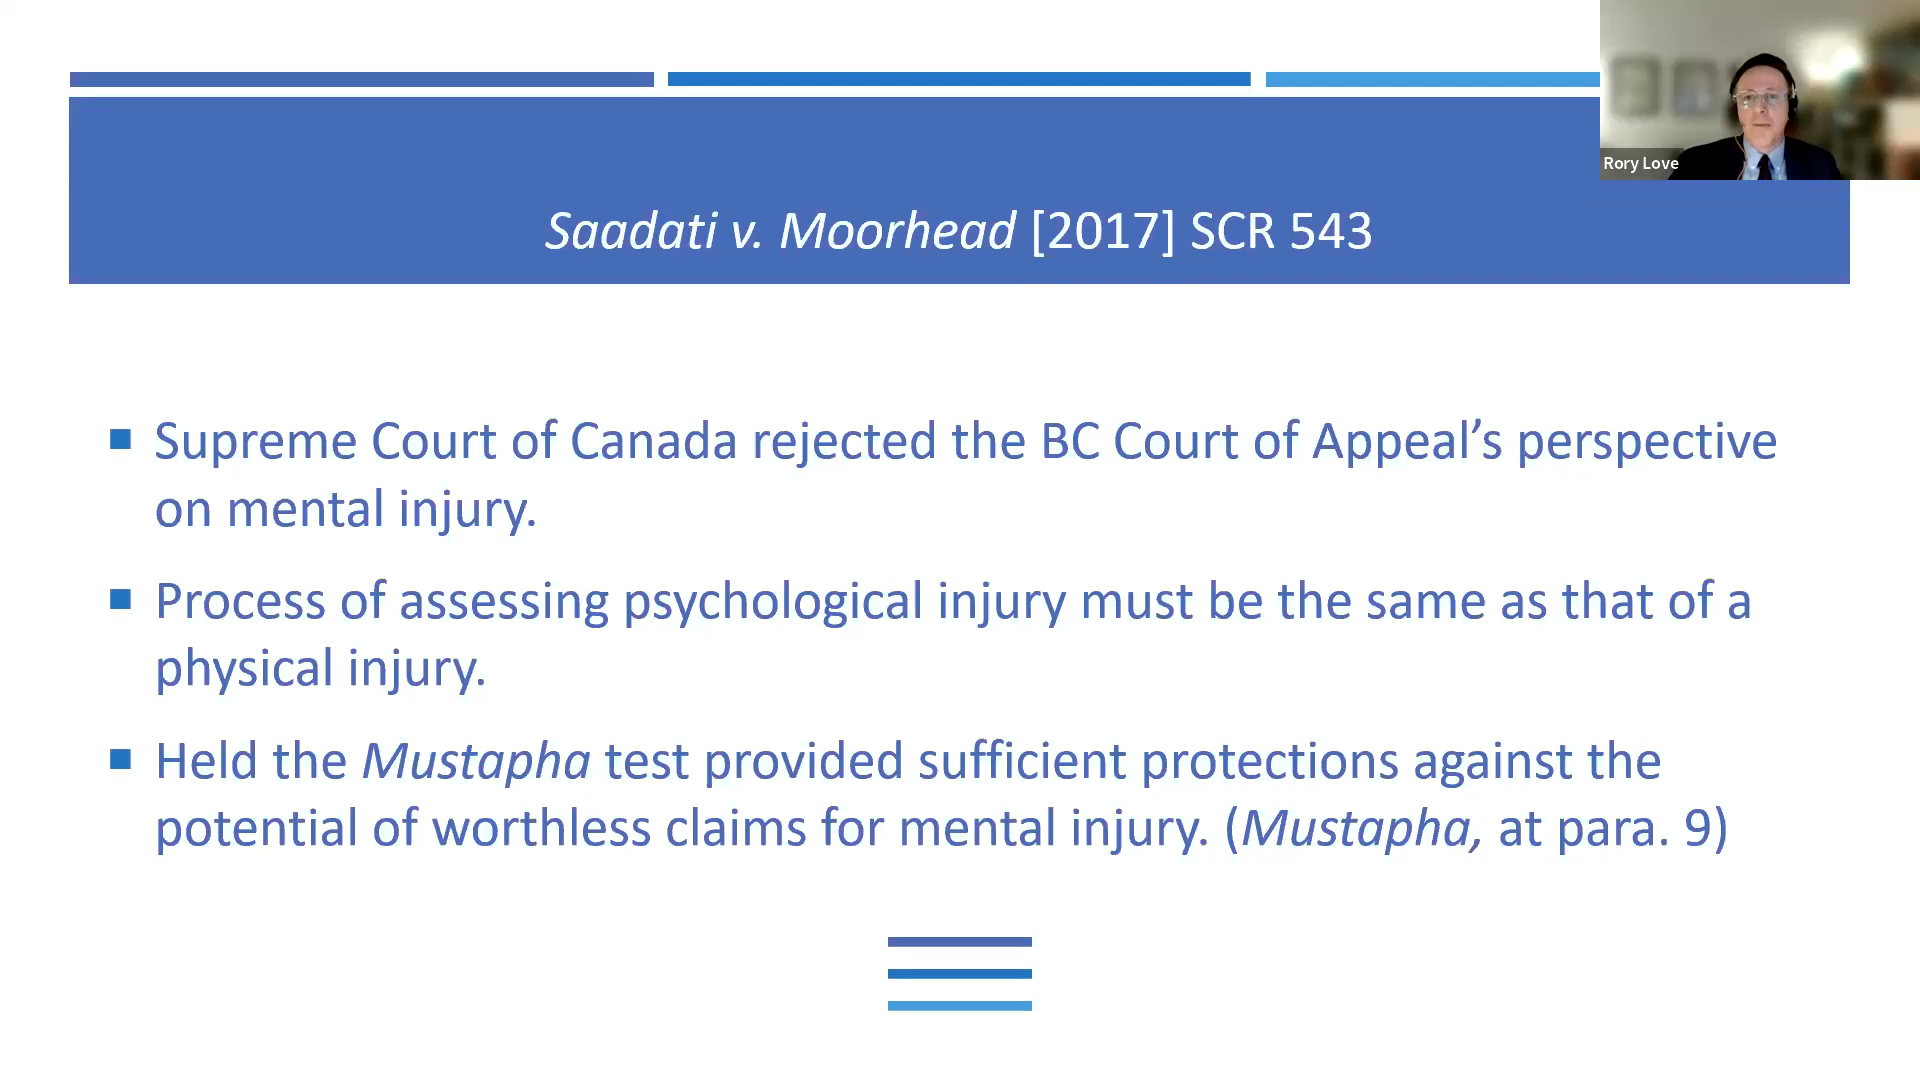 Rory Love
Saadati v. Moorhead [2017] SCR 543
Supreme Court of Canada rejected the BC Court of Appeal’s perspective
on mental injury.
Process of assessing psychological injury must be the same as that of a
physical injury.
Held the Mustapha test provided sufficient protections against the
potential of worthless claims for mental injury. (Mustapha, at para. 9)